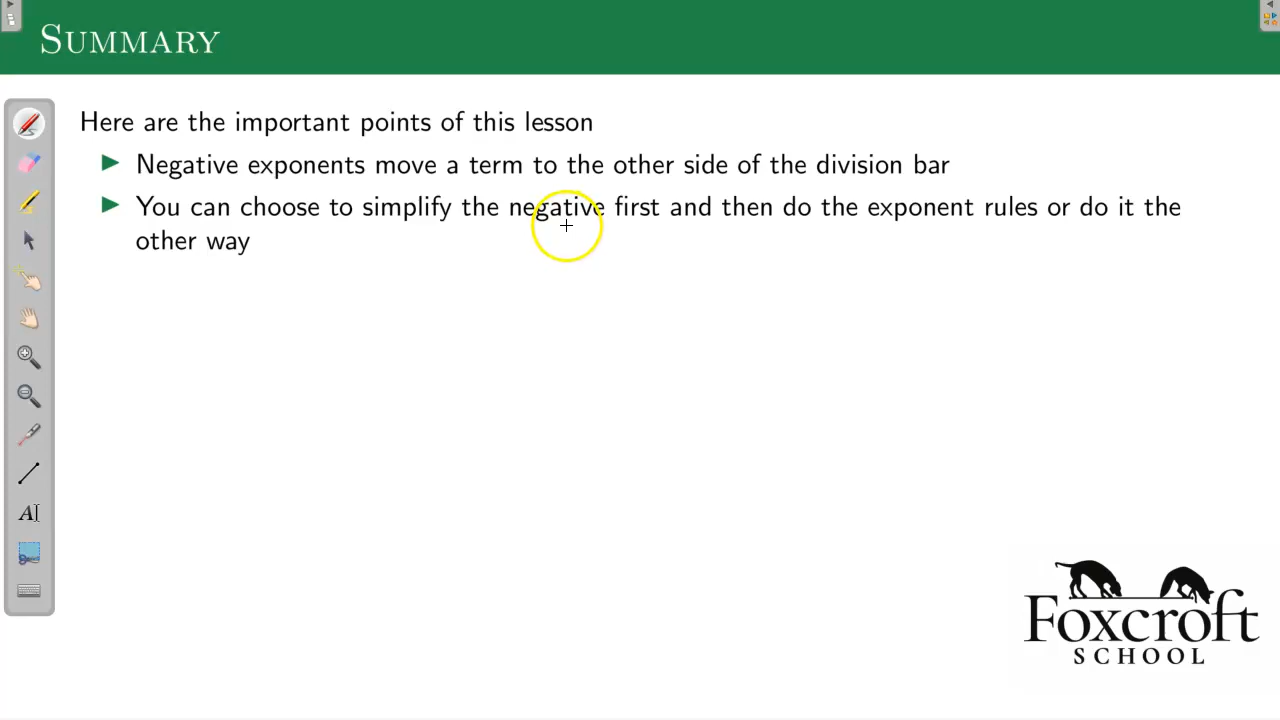 Summary
Here are the important points of this lesson
Negative exponents move a term to the other side of the division bar
You can choose to simplify the negative first and then do the exponent rules or do it the
other way
A
Foxcroft
SCHOOL